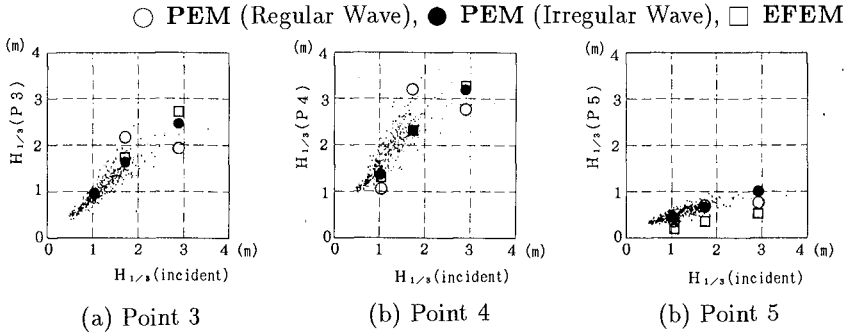 ○ PEM (Regular Wave), ● PEM (Irregular Wave), □ EFEM
(m)
4
3
2
1
0
H1/3(P3)
0 1 2 3 4
(m)
H1/3(incident)
(a) Point 3
(m)
4
3
2
1
0
H1/3(P4)
0 1 2 3 4
(m)
H1/3(incident)
(b) Point 4
(m)
4
3
2
1
0
H1/3(P5)
0 1 2 3 4
(m)
H1/3(incident)
(b) Point 5